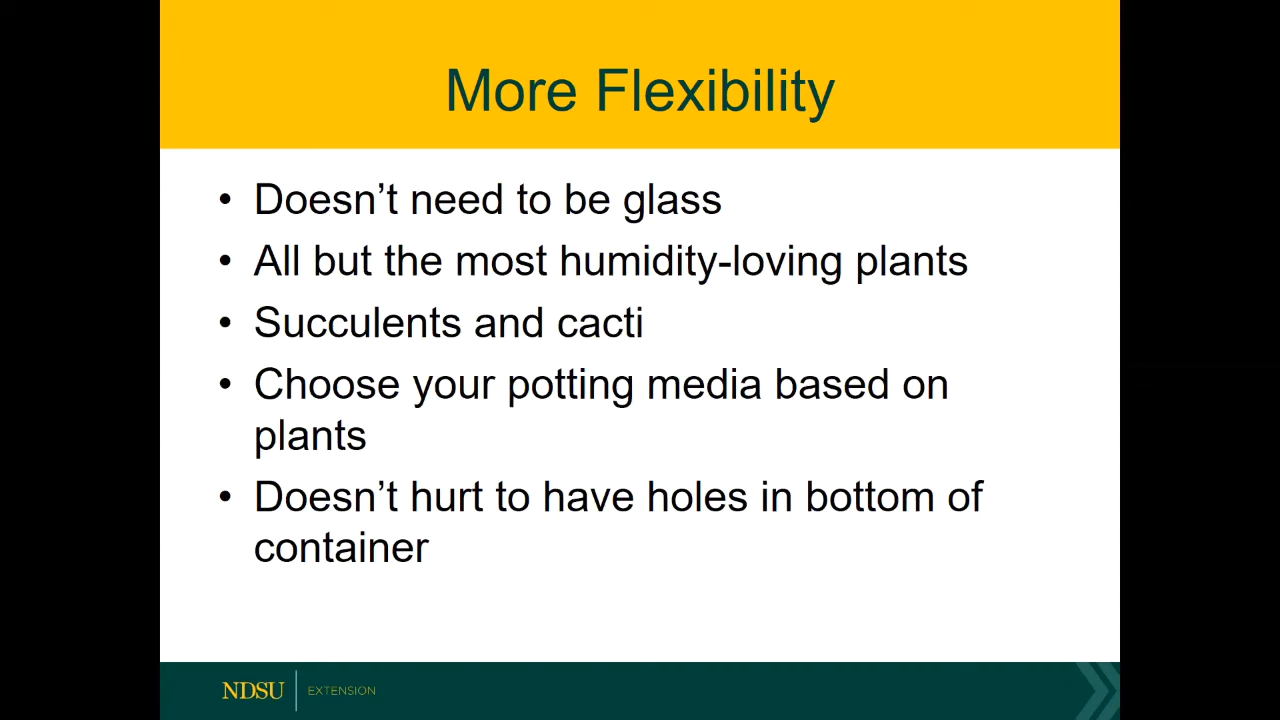 More Flexibility
• Doesn’t need to be glass
• All but the most humidity-loving plants
• Succulents and cacti
• Choose your potting media based on
plants
• Doesn’t hurt to have holes in bottom of
container
NDSU EXTENSION